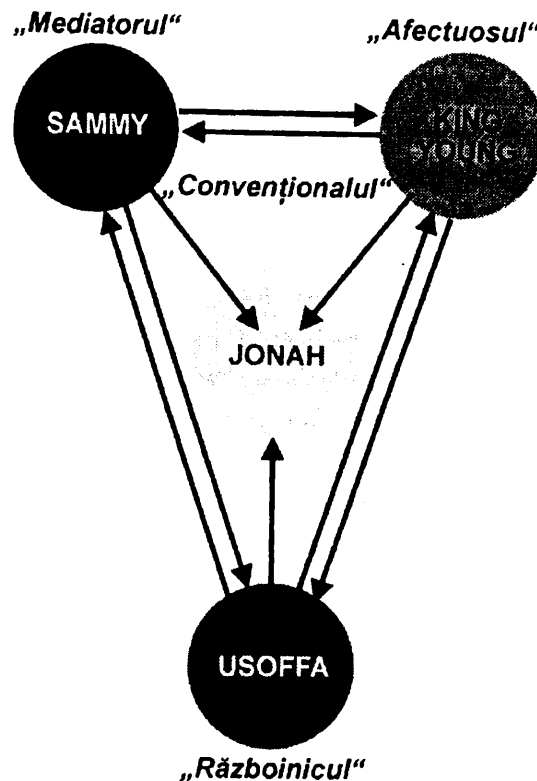 „Mediatorul“
„Afectuosul“
SAMMY
KING
YOUNG
„Convenționalul“
JONAH
USOFFA
„Războinicul“